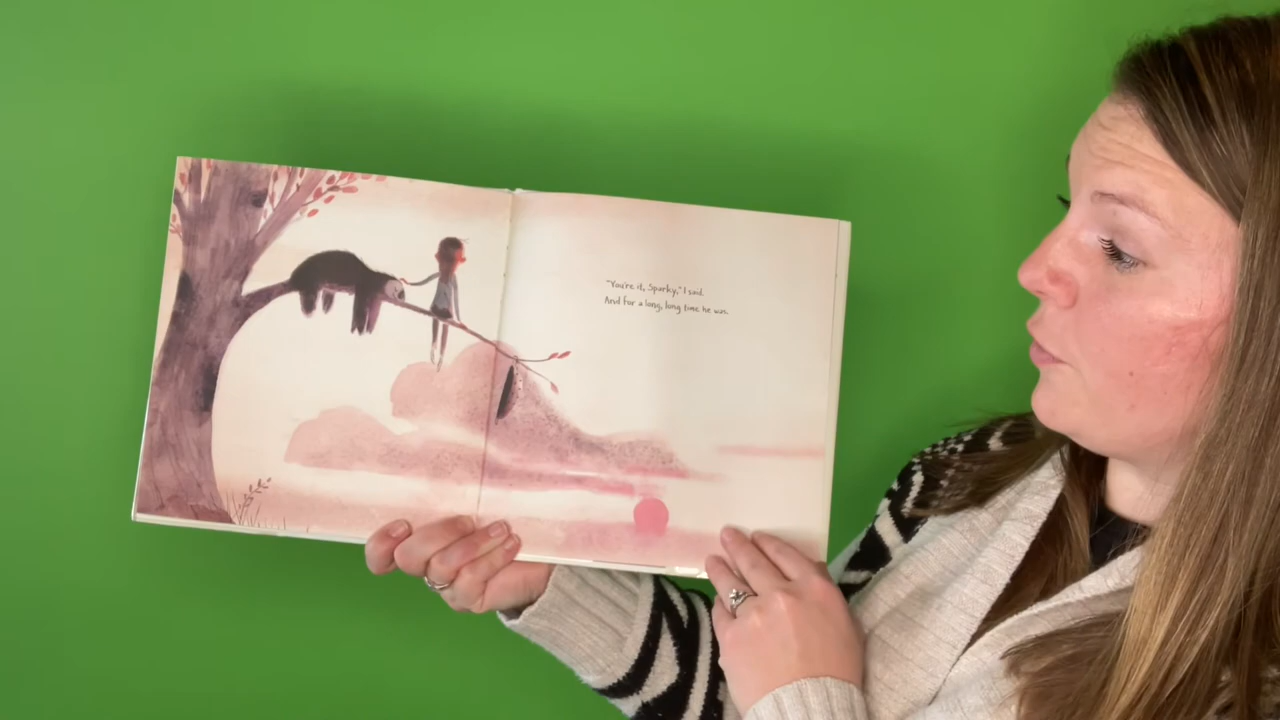 "You're it, Sparky," I said.
And for a long, long time he was.